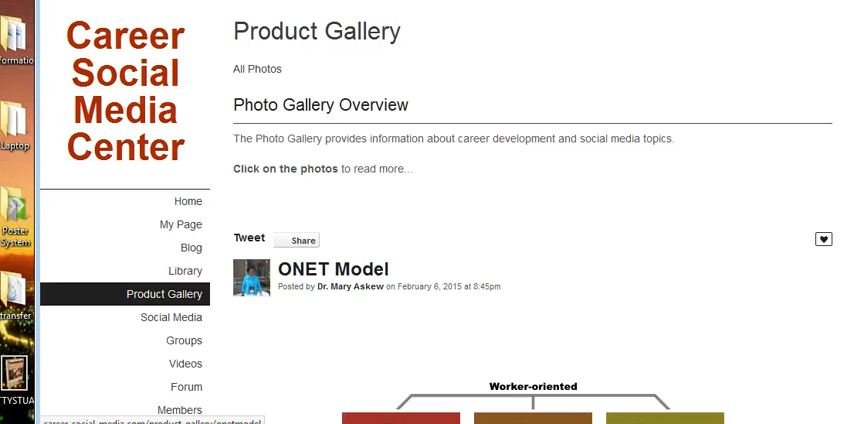 Career
Social
Media
Center
Home
My Page
Blog
Library
Product Gallery
Social Media
Groups
Videos
Forum
Members
Product Gallery
All Photos
Photo Gallery Overview
The Photo Gallery provides information about career development and social media topics.
Click on the photos to read more...
Tweet
Share
ONET Model
Posted by Dr. Mary Askew on February 6, 2015 at 8:45pm
Worker-oriented
Laptop
Poster
System
transfer